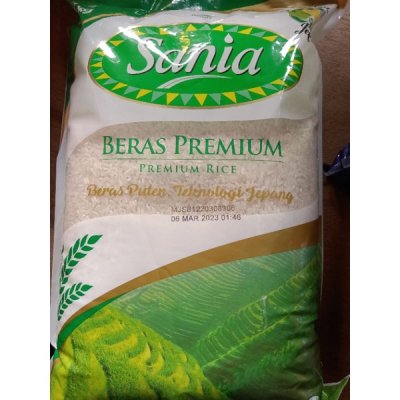 Sania
BERAS PREMIUM
PREMIUM RICE
Beras Pulen, Teknologi Jepang
06 MAR 2023 01:46